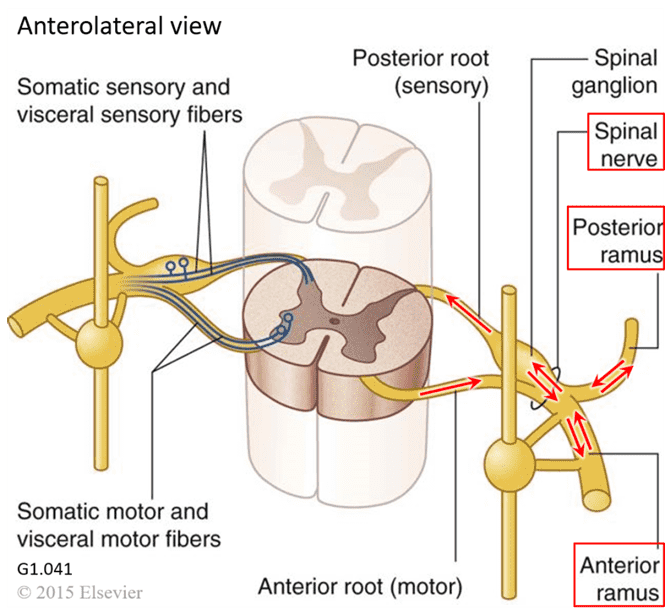 Anterolateral view
Somatic sensory and
visceral sensory fibers
Posterior root
(sensory)
Spinal
ganglion
Spinal
nerve
Posterior
ramus
Somatic motor and
visceral motor fibers
G1.041
© 2015 Elsevier
Anterior root (motor)
Anterior
ramus